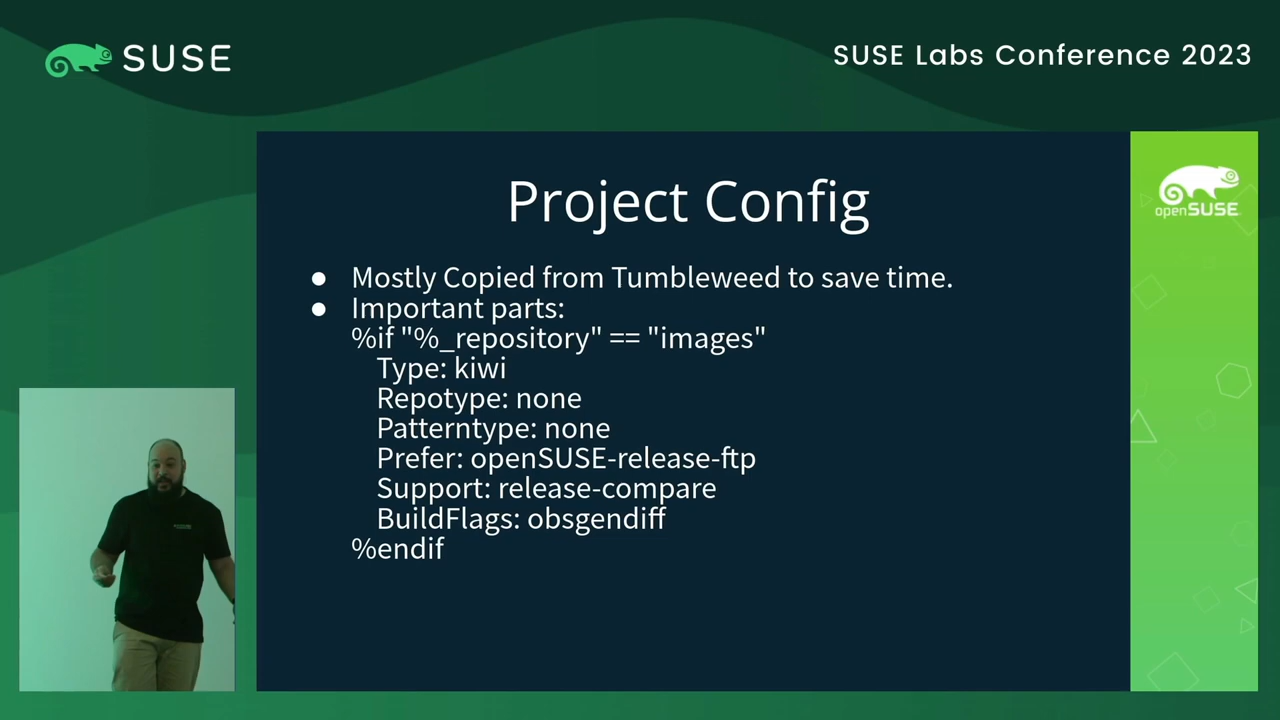 SUSE
SUSE Labs Conference 2023
Project Config
openSUSE
● Mostly Copied from Tumbleweed to save time.
● Important parts:
%if "%_repository" == "images"
Type: kiwi
Repotype: none
Patterntype: none
Prefer: openSUSE-release-ftp
Support: release-compare
BuildFlags: obsgendiff
%endif